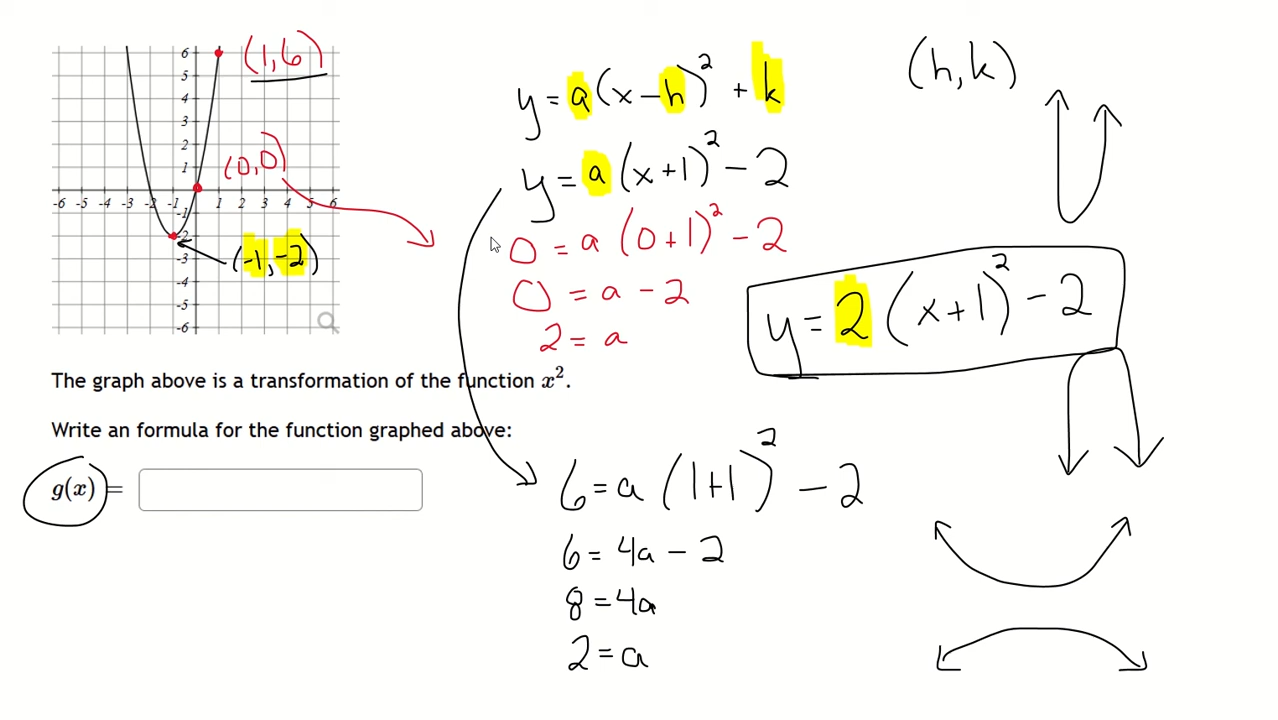 (1,6)
6
5
4
3
2
1
(0,0)
-6 -5 -4 -3 -2 -1 1 2 3 4 5 6
-1
-2
-3
-4
-5
-6
(-1,-2)
The graph above is a transformation of the function x².
Write an formula for the function graphed above:
g(x) =
y = a(x-h)² + k
y = a(x+1)² - 2
0 = a(0+1)² - 2
0 = a - 2
2 = a
6 = a(1+1)² - 2
6 = 4a - 2
8 = 4a
2 = a
(h,k)
y = 2(x+1)² - 2